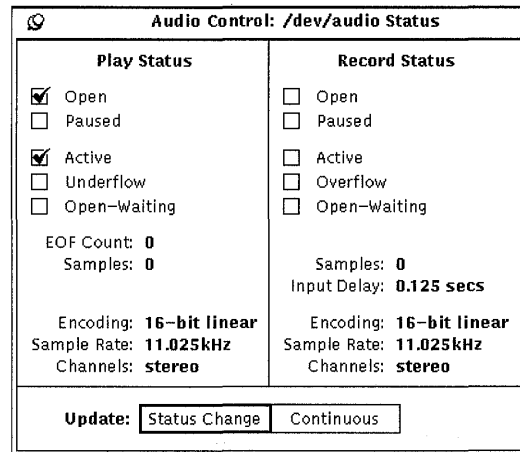 Audio Control: /dev/audio Status
Play Status
Open
Paused
Active
Underflow
Open-Waiting
EOF Count: 0
Samples: 0
Encoding: 16-bit linear
Sample Rate: 11.025kHz
Channels: stereo
Record Status
Open
Paused
Active
Overflow
Open-Waiting
Samples: 0
Input Delay: 0.125 secs
Encoding: 16-bit linear
Sample Rate: 11.025kHz
Channels: stereo
Update: Status Change Continuous